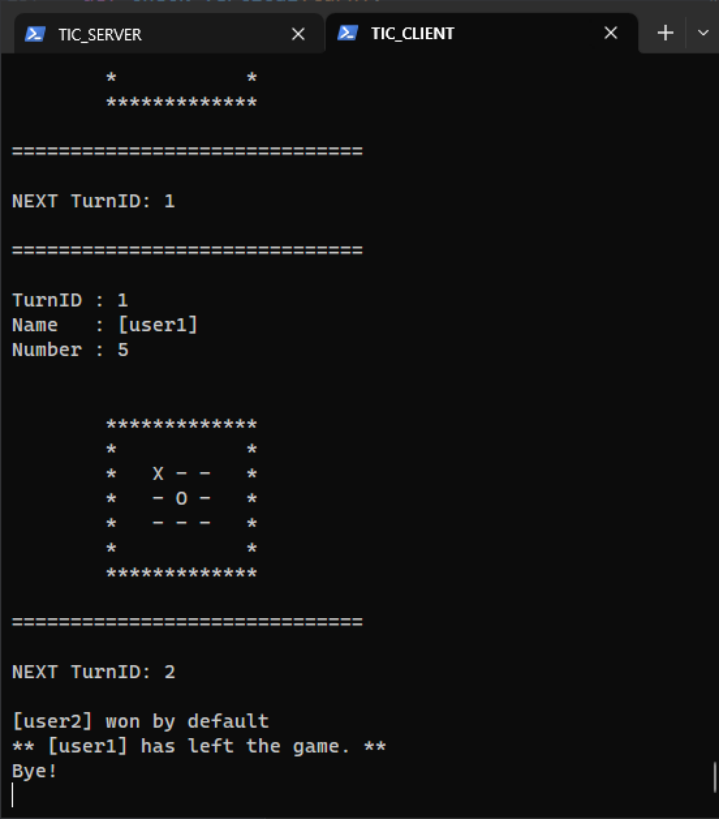 TIC_SERVER
TIC_CLIENT
*           *
*************
==============================
NEXT TurnID: 1
==============================
TurnID : 1
Name   : [user1]
Number : 5
*************
*           *
*   X - -   *
*   - O -   *
*   - - -   *
*           *
*************
==============================
NEXT TurnID: 2
[user2] won by default
** [user1] has left the game. **
Bye!